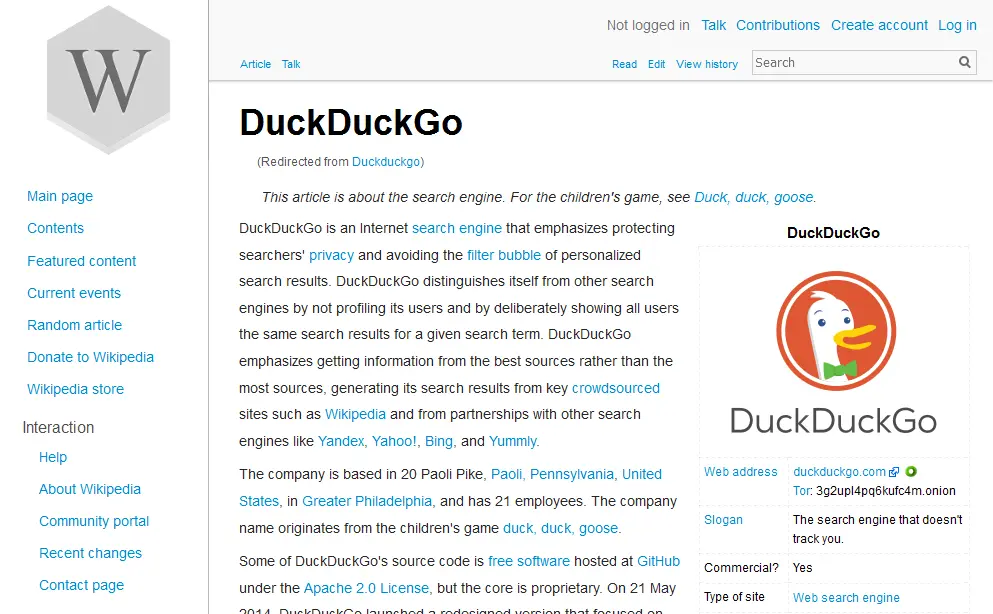 W
Not logged in Talk Contributions Create account Log in
Article Talk
Read Edit View history Search
DuckDuckGo
(Redirected from Duckduckgo)
This article is about the search engine. For the children's game, see Duck, duck, goose.
Main page
Contents
Featured content
Current events
Random article
Donate to Wikipedia
Wikipedia store
Interaction
Help
About Wikipedia
Community portal
Recent changes
Contact page
DuckDuckGo is an Internet search engine that emphasizes protecting
searchers' privacy and avoiding the filter bubble of personalized
search results. DuckDuckGo distinguishes itself from other search
engines by not profiling its users and by deliberately showing all users
the same search results for a given search term. DuckDuckGo
emphasizes getting information from the best sources rather than the
most sources, generating its search results from key crowdsourced
sites such as Wikipedia and from partnerships with other search
engines like Yandex, Yahoo!, Bing, and Yummly.
The company is based in 20 Paoli Pike, Paoli, Pennsylvania, United
States, in Greater Philadelphia, and has 21 employees. The company
name originates from the children's game duck, duck, goose.
Some of DuckDuckGo's source code is free software hosted at GitHub
under the Apache 2.0 License, but the core is proprietary. On 21 May
2014, DuckDuckGo launched a redesigned version that focused on
DuckDuckGo
DuckDuckGo
Web address duckduckgo.com
Tor: 3g2upl4pq6kufc4m.onion
Slogan The search engine that doesn't
track you.
Commercial? Yes
Type of site Web search engine